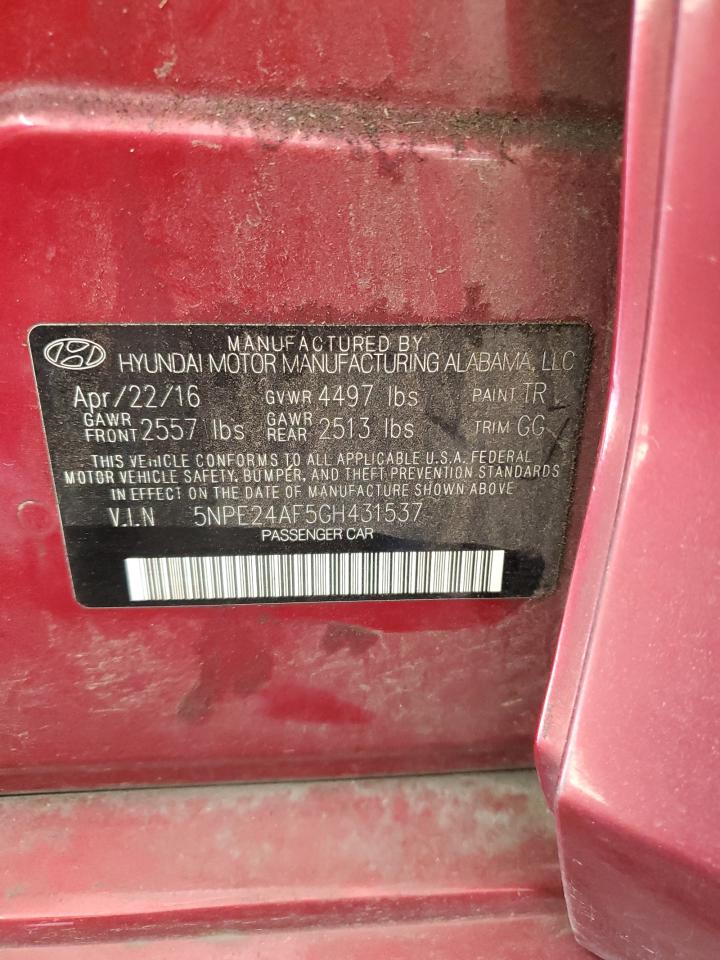 MANUFACTURED BY
HYUNDAI MOTOR MANUFACTURING ALABAMA, LLC
Apr/22/16 GVWR 4497 lbs PAINT TR
GAWR FRONT 2557 lbs GAWR REAR 2513 lbs TRIM GG
THIS VEHICLE CONFORMS TO ALL APPLICABLE U.S.A. FEDERAL
MOTOR VEHICLE SAFETY, BUMPER, AND THEFT PREVENTION STANDARDS
IN EFFECT ON THE DATE OF MANUFACTURE SHOWN ABOVE
V.I.N 5NPE24AF5GH431537
PASSENGER CAR